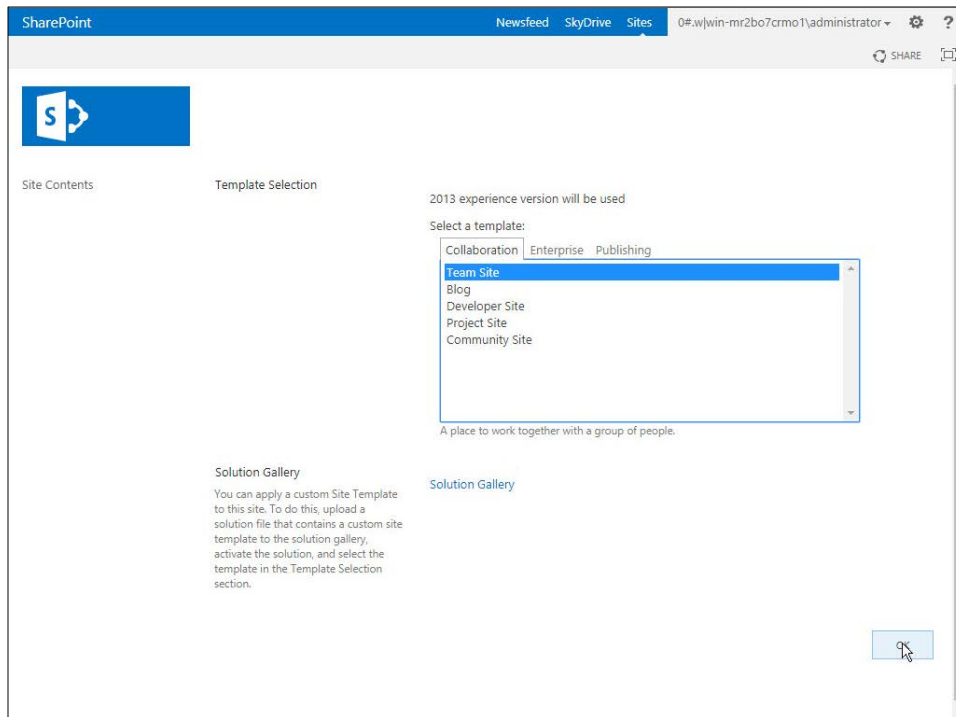 SharePoint
Newsfeed SkyDrive Sites 0#.w|win-mr2bo7crmo1\administrator ?
SHARE
S
Site Contents
Template Selection
2013 experience version will be used
Select a template:
Collaboration Enterprise Publishing
Team Site
Blog
Developer Site
Project Site
Community Site
A place to work together with a group of people.
Solution Gallery
You can apply a custom Site Template
to this site. To do this, upload a
solution file that contains a custom site
template to the solution gallery,
activate the solution, and select the
template in the Template Selection
section.
Solution Gallery
OK